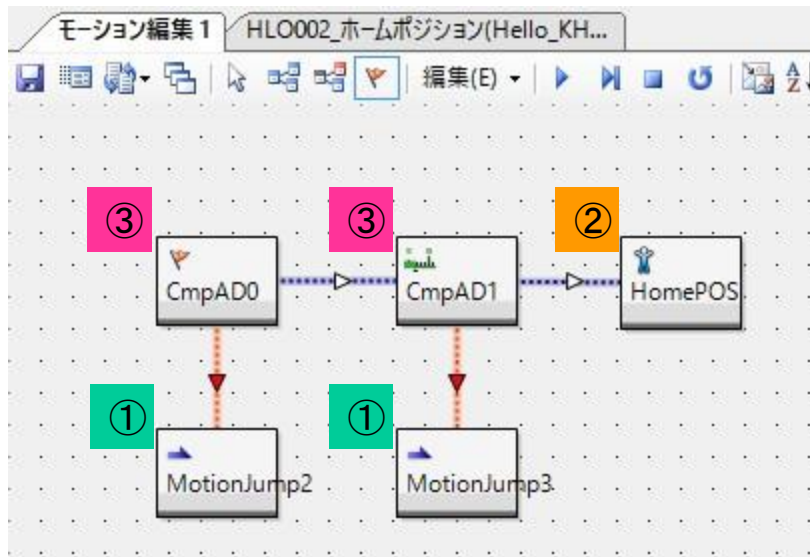 モーション編集 1
HLO002_ホームポジション(Hello_KH...
編集(E)
A
Z
③
③
②
CmpAD0
CmpAD1
HomePOS
①
①
MotionJump2
MotionJump3